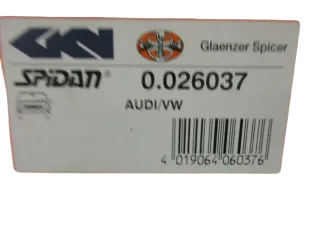 GKN Glaenzer Spicer
SPiDAN® 0.026037
AUDI/VW
4 019064 060376